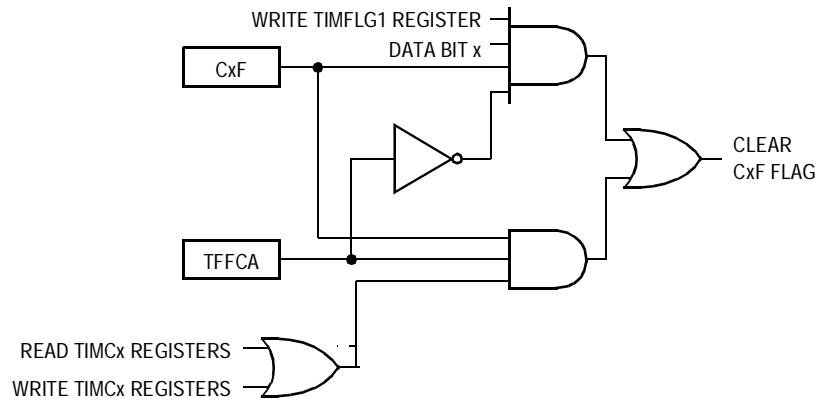 WRITE TIMFLG1 REGISTER
DATA BIT x
CxF
CLEAR
CxF FLAG
TFFCA
READ TIMCx REGISTERS
WRITE TIMCx REGISTERS